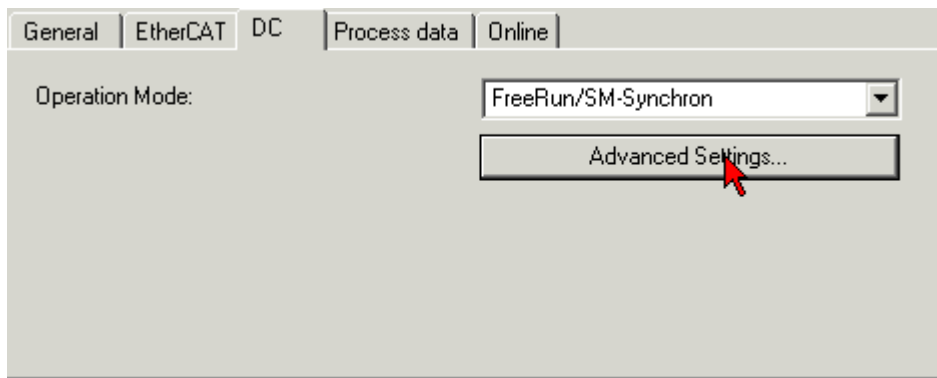 General EtherCAT DC Process data Online
Operation Mode: FreeRun/SM-Synchron
Advanced Settings...